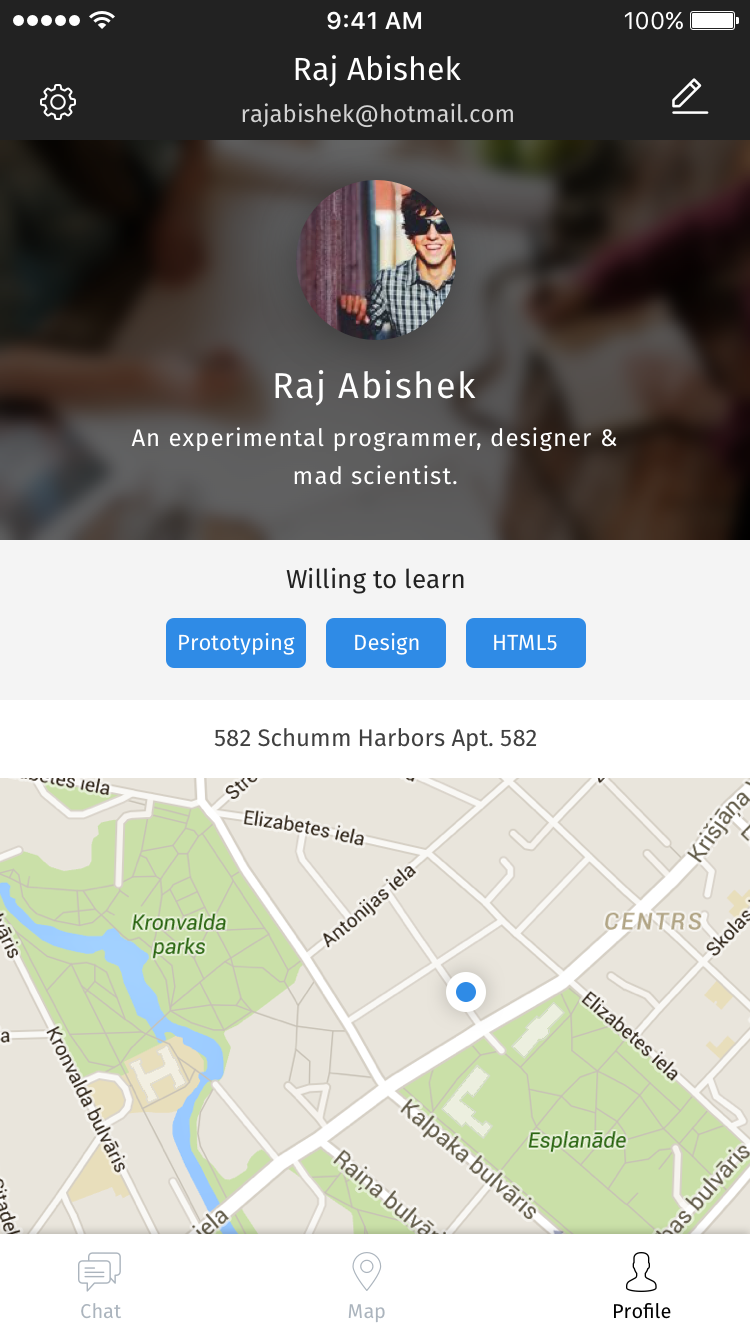 9:41 AM
100%
Raj Abishek
rajabishek@hotmail.com
Raj Abishek
An experimental programmer, designer &
mad scientist.
Willing to learn
Prototyping
Design
HTML5
582 Schumm Harbors Apt. 582
iela
Elizabetes iela
Krišjāņa
Antonijas iela
Kronvalda
parks
CENTRS
Skolas
Elizabetes iela
Kronvalda bulvāris
Kalpaka bulvāris
Esplanāde
Raiņa
iela
bulvāris
Chat
Map
Profile